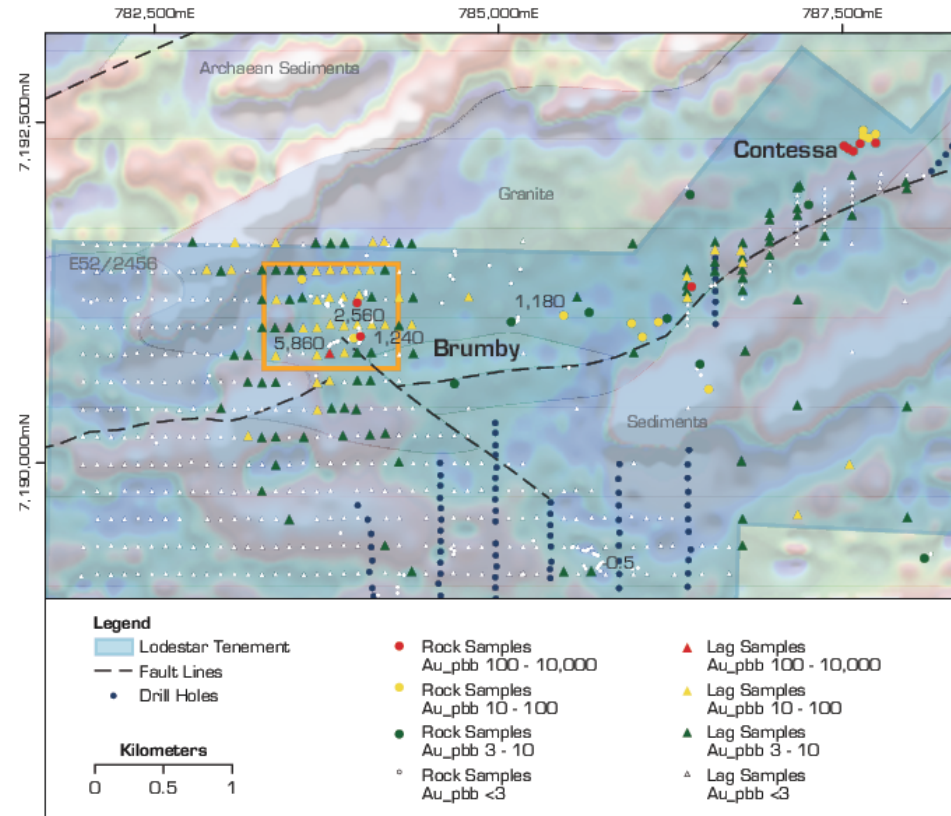 782,500mE
785,000mE
787,500mE
7,192,500mN
7,190,000mN
Archaean Sediments
Contessa
Granite
E52/2456
1,180
2,560
5,860
1,240
Brumby
Sediments
0.5
Legend
Lodestar Tenement
Fault Lines
Drill Holes
Kilometers
0 0.5 1
Rock Samples
Au_pbb 100 - 10,000
Rock Samples
Au_pbb 10 - 100
Rock Samples
Au_pbb 3 - 10
Rock Samples
Au_pbb <3
Lag Samples
Au_pbb 100 - 10,000
Lag Samples
Au_pbb 10 - 100
Lag Samples
Au_pbb 3 - 10
Lag Samples
Au_pbb <3